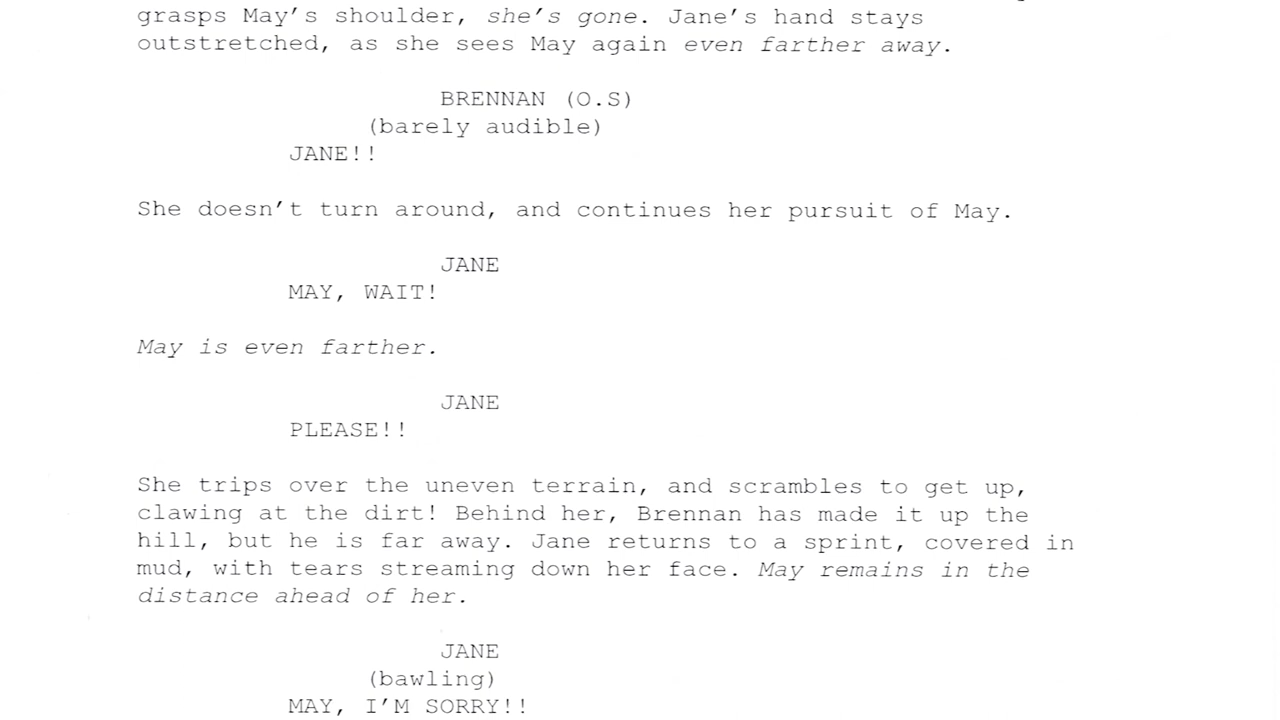 grasps May's shoulder, she's gone. Jane's hand stays
outstretched, as she sees May again even farther away.
BRENNAN (O.S)
(barely audible)
JANE!!
She doesn't turn around, and continues her pursuit of May.
JANE
MAY, WAIT!
May is even farther.
JANE
PLEASE!!
She trips over the uneven terrain, and scrambles to get up,
clawing at the dirt! Behind her, Brennan has made it up the
hill, but he is far away. Jane returns to a sprint, covered in
mud, with tears streaming down her face. May remains in the
distance ahead of her.
JANE
(bawling)
MAY, I'M SORRY!!